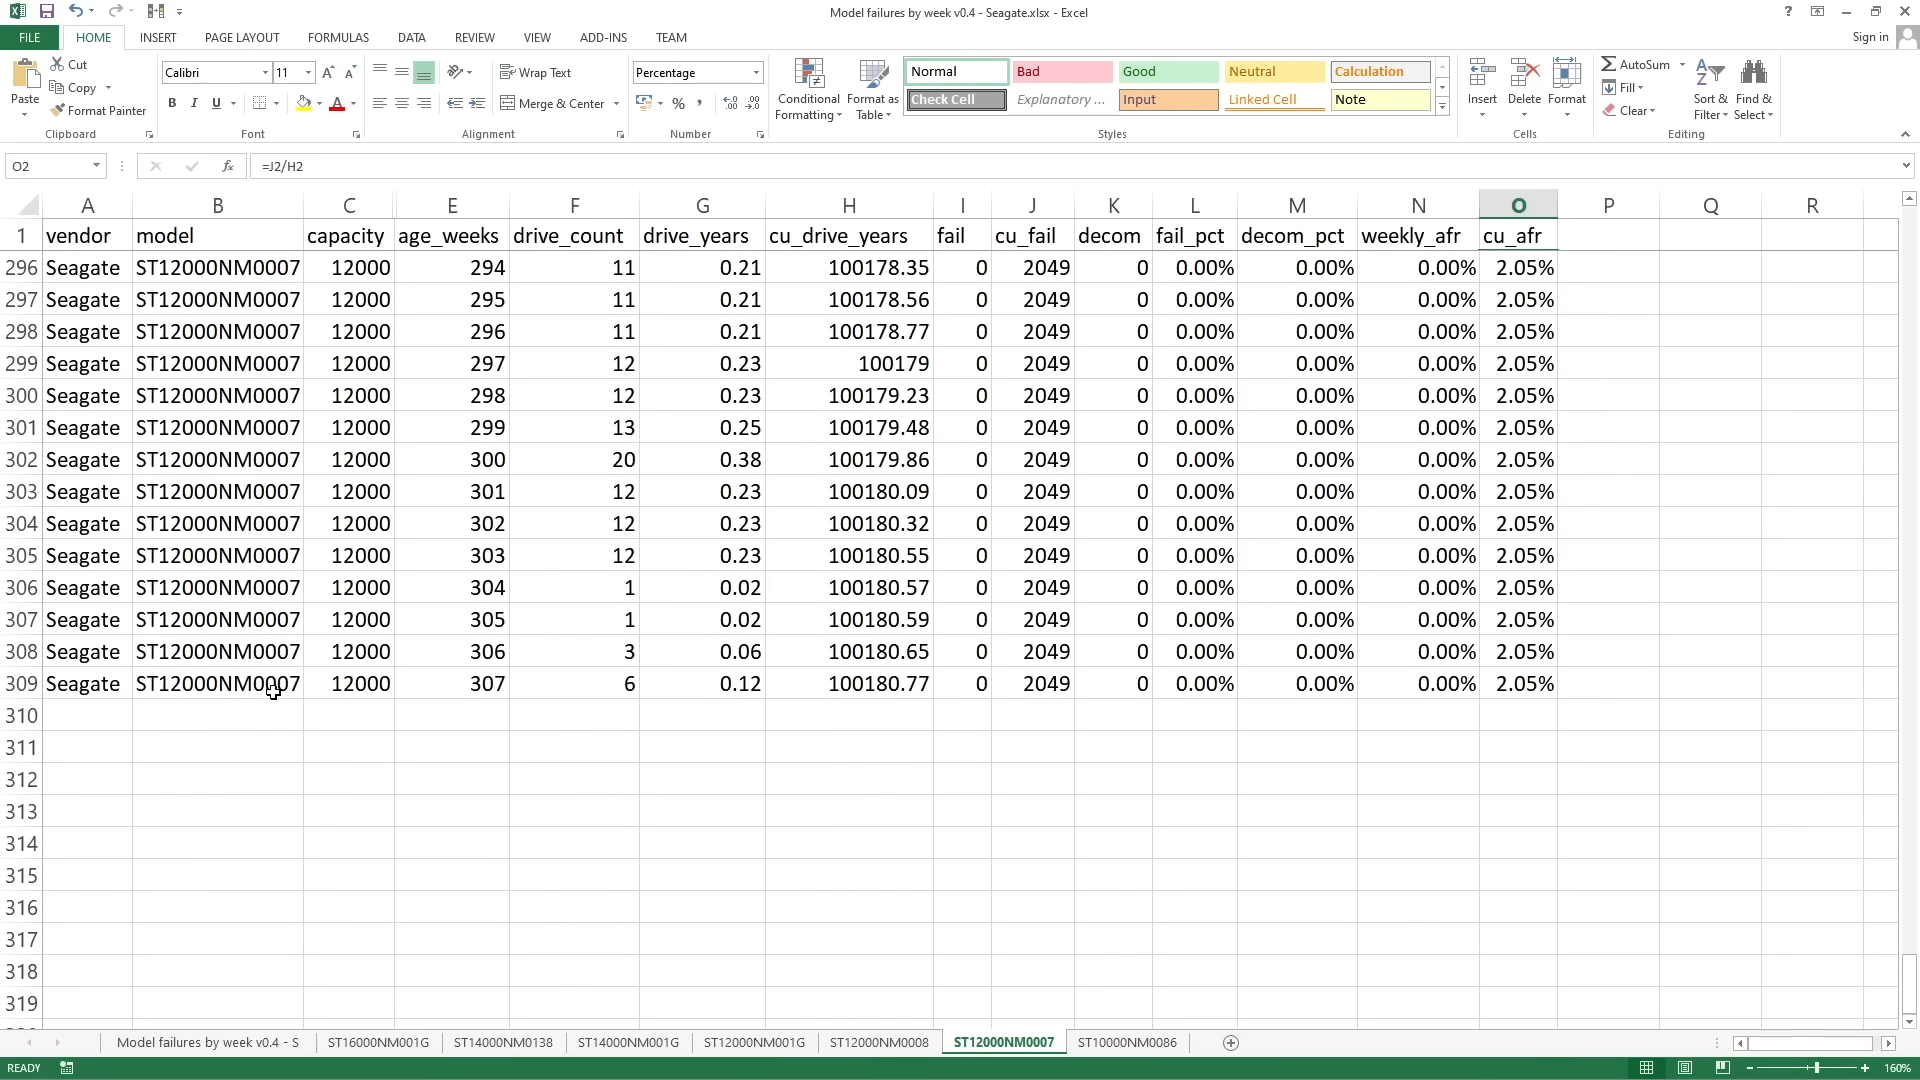 Model failures by week v0.4 - Seagate.xlsx - Excel
FILE HOME INSERT PAGE LAYOUT FORMULAS DATA REVIEW VIEW ADD-INS TEAM Sign in
Paste
Cut
Copy
Format Painter
Clipboard
Calibri 11
B I U
Font
Wrap Text
Merge & Center
Alignment
Percentage
Number
Conditional Formatting
Format as Table
Normal Bad Good Neutral Calculation
Check Cell Explanatory ... Input Linked Cell Note
Styles
Insert Delete Format
Cells
AutoSum
Fill
Clear
Sort & Filter
Find & Select
Editing
O2 fx =J2/H2
A B C E F G H I J K L M N O P Q R
1 vendor model capacity age_weeks drive_count drive_years cu_drive_years fail cu_fail decom fail_pct decom_pct weekly_afr cu_afr
296 Seagate ST12000NM0007 12000 294 11 0.21 100178.35 0 2049 0 0.00% 0.00% 0.00% 2.05%
297 Seagate ST12000NM0007 12000 295 11 0.21 100178.56 0 2049 0 0.00% 0.00% 0.00% 2.05%
298 Seagate ST12000NM0007 12000 296 11 0.21 100178.77 0 2049 0 0.00% 0.00% 0.00% 2.05%
299 Seagate ST12000NM0007 12000 297 12 0.23 100179 0 2049 0 0.00% 0.00% 0.00% 2.05%
300 Seagate ST12000NM0007 12000 298 12 0.23 100179.23 0 2049 0 0.00% 0.00% 0.00% 2.05%
301 Seagate ST12000NM0007 12000 299 13 0.25 100179.48 0 2049 0 0.00% 0.00% 0.00% 2.05%
302 Seagate ST12000NM0007 12000 300 20 0.38 100179.86 0 2049 0 0.00% 0.00% 0.00% 2.05%
303 Seagate ST12000NM0007 12000 301 12 0.23 100180.09 0 2049 0 0.00% 0.00% 0.00% 2.05%
304 Seagate ST12000NM0007 12000 302 12 0.23 100180.32 0 2049 0 0.00% 0.00% 0.00% 2.05%
305 Seagate ST12000NM0007 12000 303 12 0.23 100180.55 0 2049 0 0.00% 0.00% 0.00% 2.05%
306 Seagate ST12000NM0007 12000 304 1 0.02 100180.57 0 2049 0 0.00% 0.00% 0.00% 2.05%
307 Seagate ST12000NM0007 12000 305 1 0.02 100180.59 0 2049 0 0.00% 0.00% 0.00% 2.05%
308 Seagate ST12000NM0007 12000 306 3 0.06 100180.65 0 2049 0 0.00% 0.00% 0.00% 2.05%
309 Seagate ST12000NM0007 12000 307 6 0.12 100180.77 0 2049 0 0.00% 0.00% 0.00% 2.05%
310
311
312
313
314
315
316
317
318
319
Model failures by week v0.4 - S ST16000NM001G ST14000NM0138 ST14000NM001G ST12000NM001G ST12000NM0008 ST12000NM0007 ST10000NM0086
READY 160%